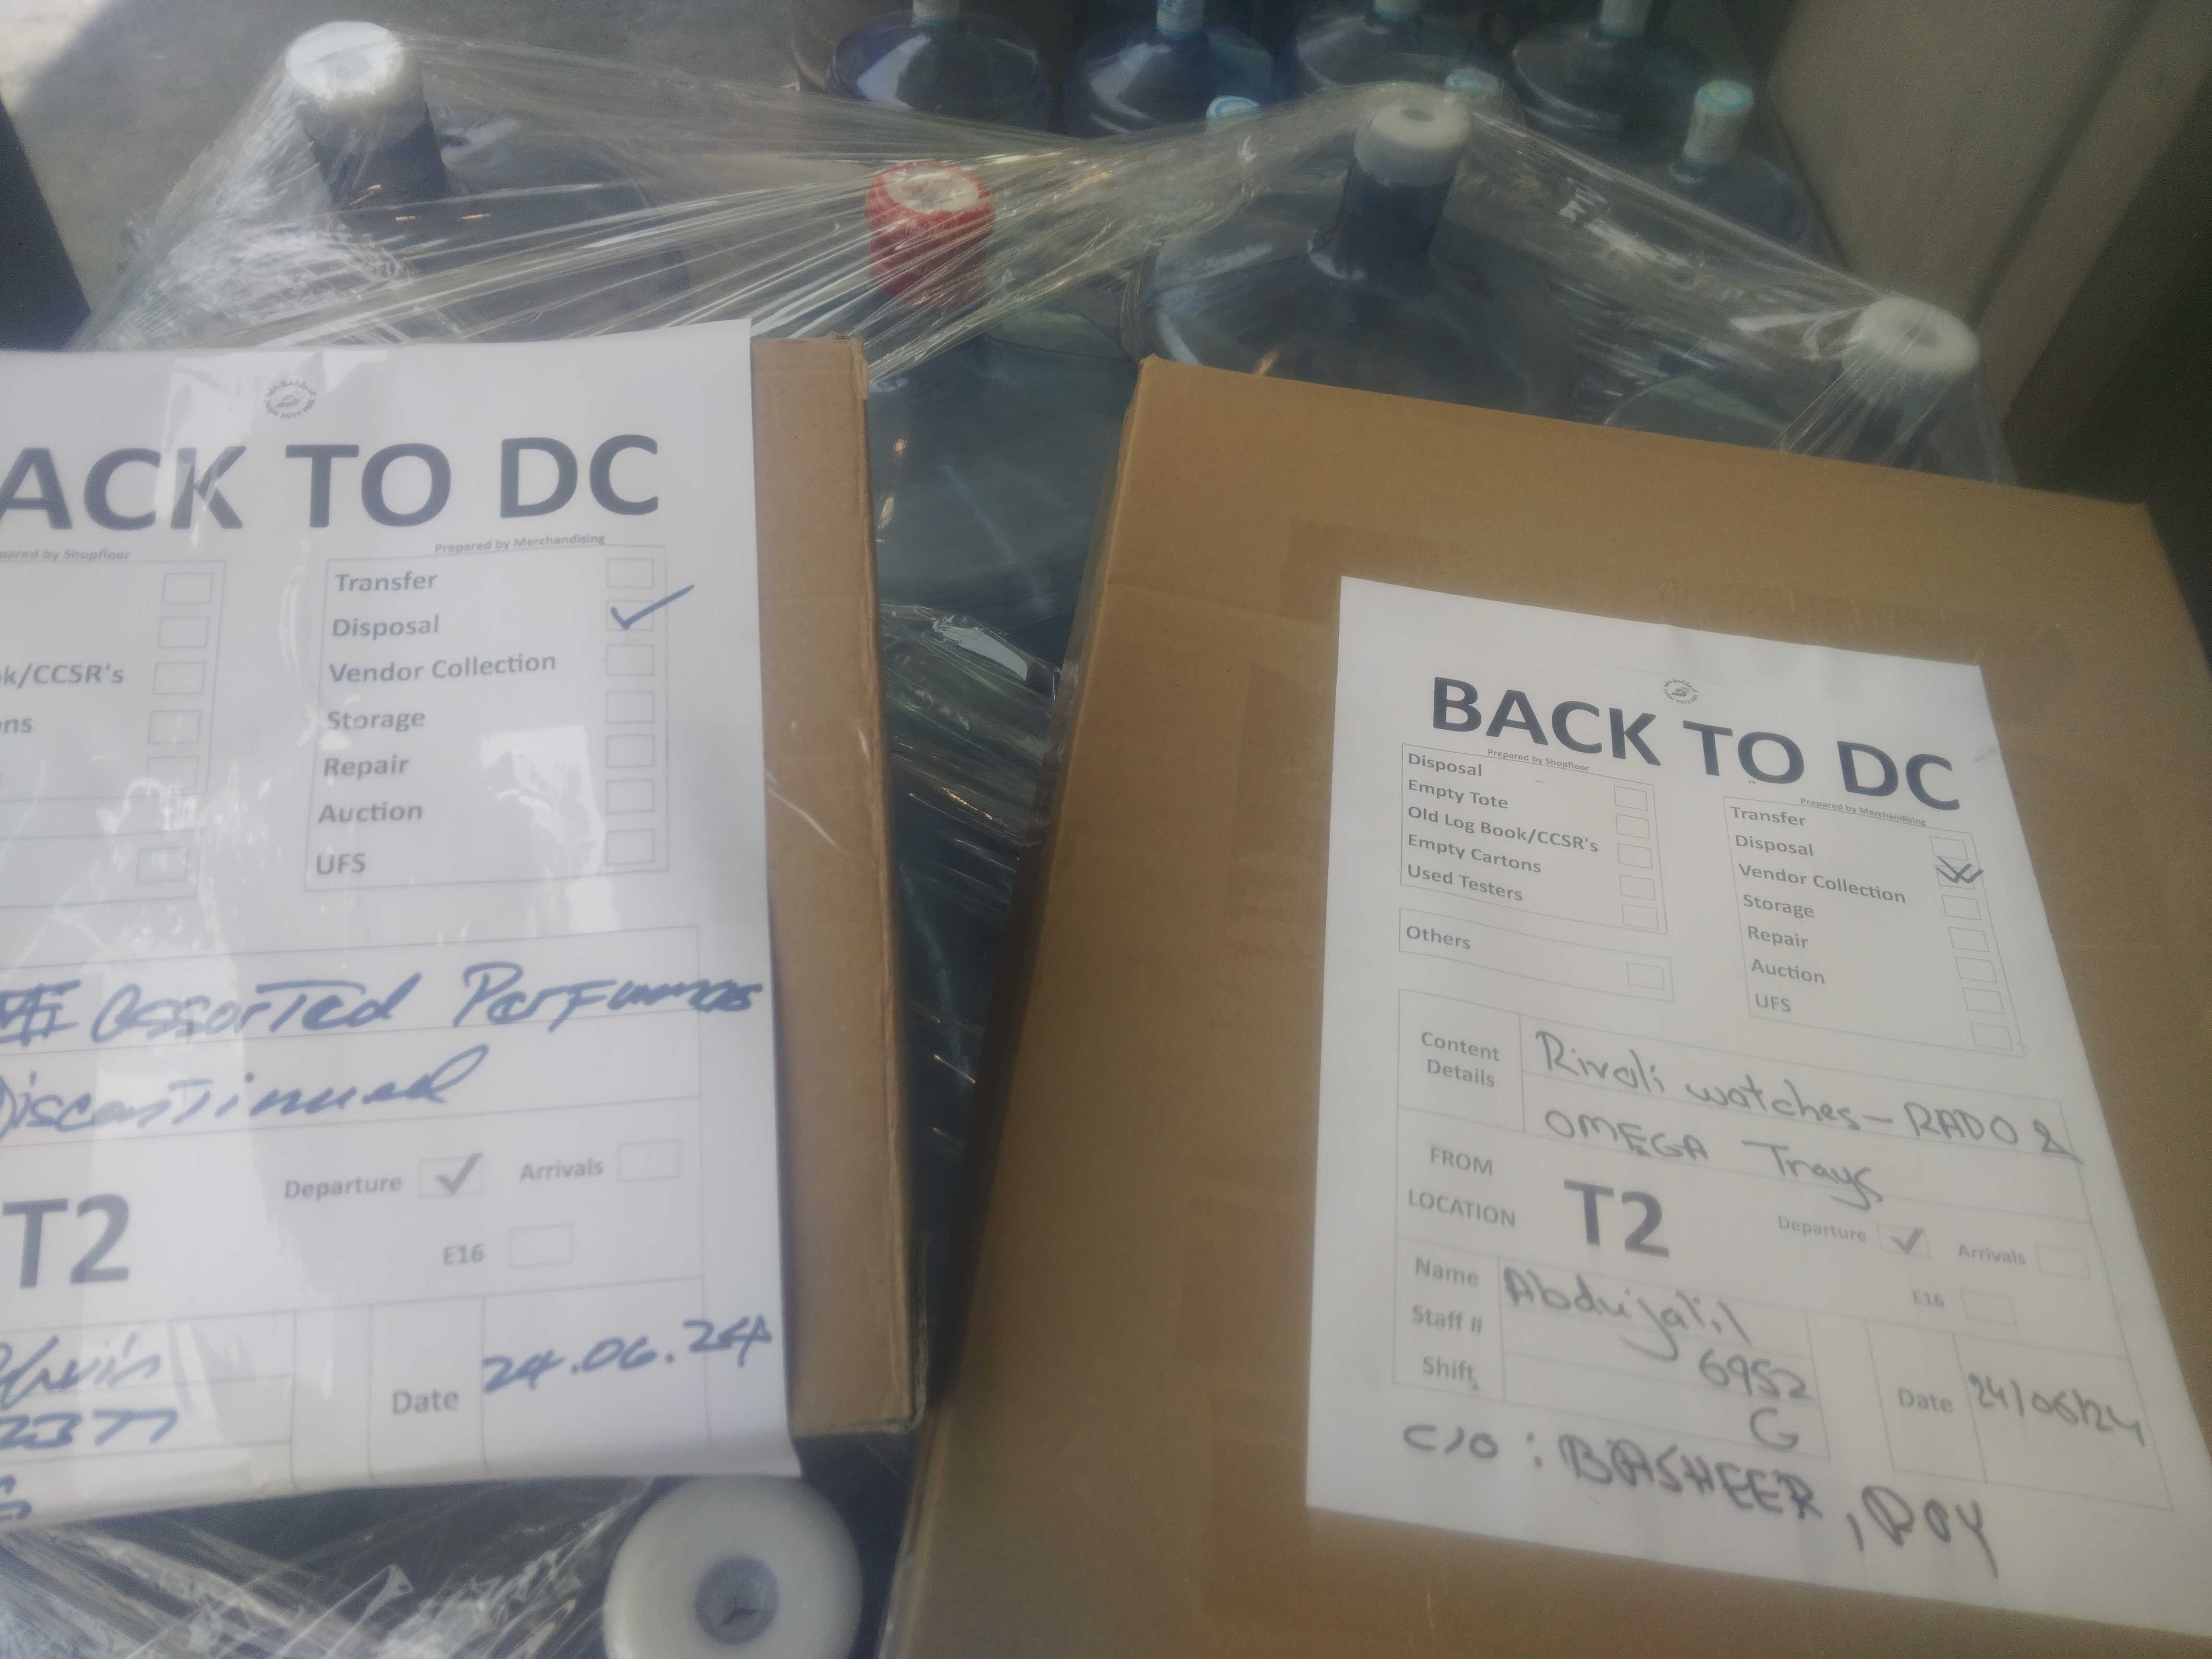 ACK TO DC
Prepared by Merchandising
Transfer
Disposal
Vendor Collection
Storage
Repair
Auction
UFS
pared by Shopfloor
k/CCSR's
ns
Assorted Perfumes
Discontinued
T2
Departure
Arrivals
E16
2377
Date
24.06.24
BACK TO DC
Prepared by Shopfloor
Disposal
Empty Tote
Old Log Book/CCSR's
Empty Cartons
Used Testers
Others
Prepared by Merchandising
Transfer
Disposal
Vendor Collection
Storage
Repair
Auction
UFS
Content
Details
Rivoli watches - RADO &
OMEGA Trays
FROM
LOCATION
T2
Departure
Arrivals
E16
Name
Abdujalil
Staff #
6952
Shift
G
Date
24/06/24
C/O : BASHEER, ROY